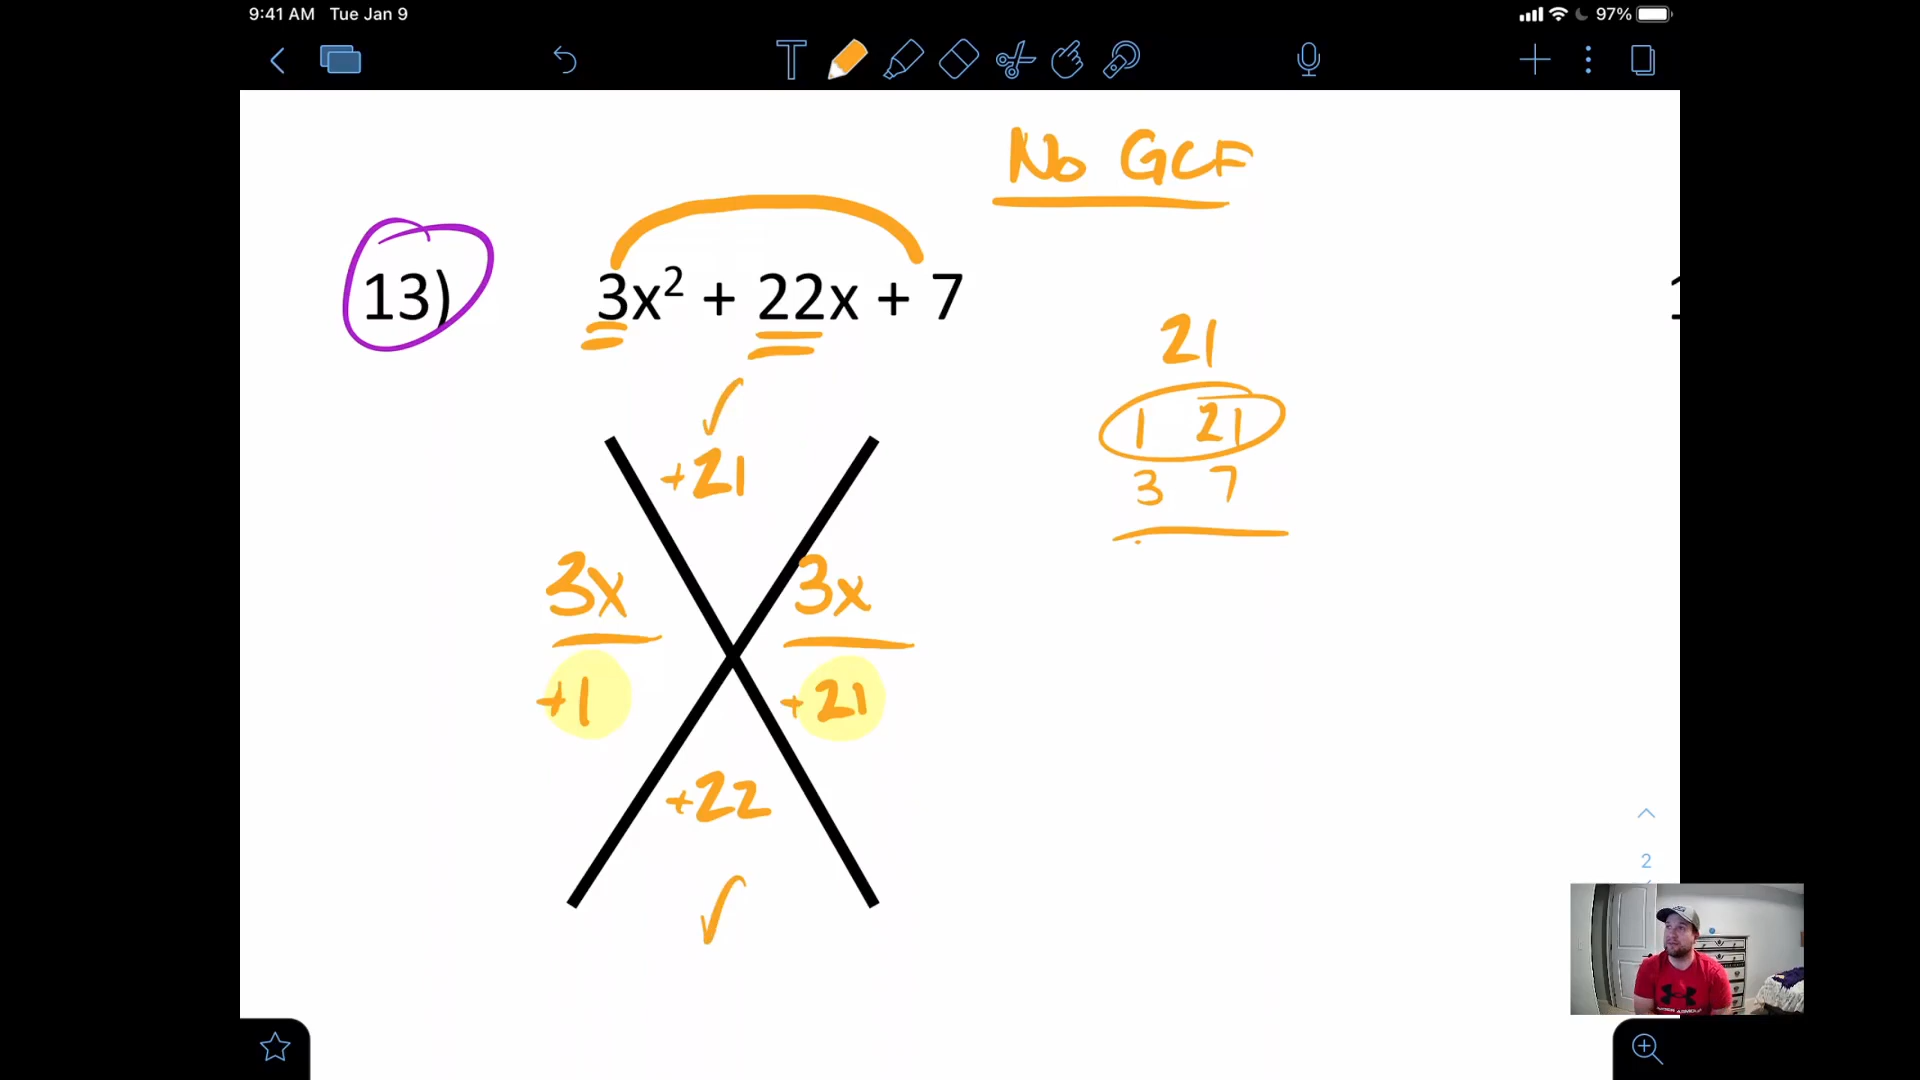 9:41 AM Tue Jan 9
97%
No GCF
13) 3x² + 22x + 7
21
1 21
3 7
+21
3x 3x
+1 +21
+22
2